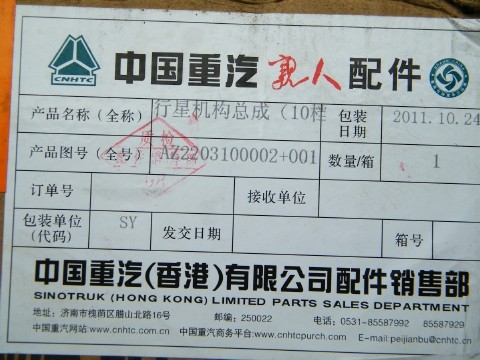 CNHTC
中国重汽 亲人 配件
产品名称（全称） 行星机构总成（10档 包装日期 2011.10.24
产品图号（全号） AZ2203100002+001 数量/箱 1
订单号 接收单位
包装单位（代码） SY 发交日期 箱号
中国重汽(香港)有限公司配件销售部
SINOTRUK (HONG KONG) LIMITED PARTS SALES DEPARTMENT
地址：济南市槐荫区腊山北路16号 邮编：250022 电话：0531-85587992 85587929
中国重汽网站：www.cnhtc.com.cn 中国重汽商务平台：www.cnhtcpurch.com E-mail:peijianbu@cnhtc